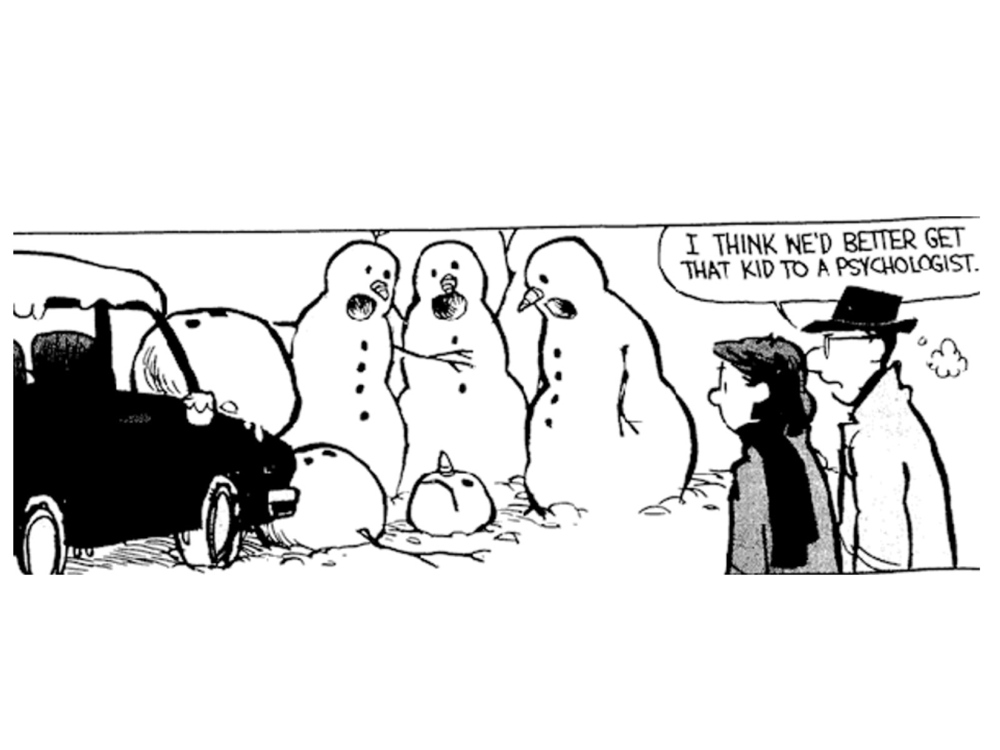 I THINK WE'D BETTER GET
THAT KID TO A PSYCHOLOGIST.